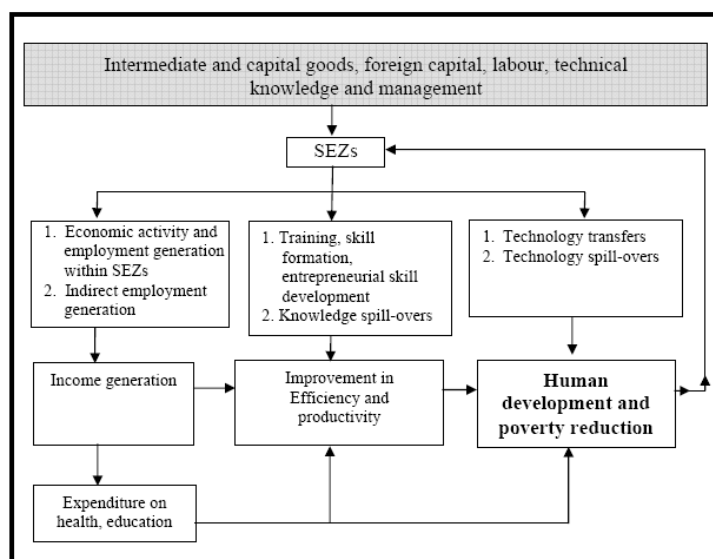 Intermediate and capital goods, foreign capital, labour, technical
knowledge and management
SEZs
1. Economic activity and
employment generation
within SEZs
2. Indirect employment
generation
1. Training, skill
formation,
entrepreneurial skill
development
2. Knowledge spill-overs
1. Technology transfers
2. Technology spill-overs
Income generation
Improvement in
Efficiency and
productivity
Human
development and
poverty reduction
Expenditure on
health, education